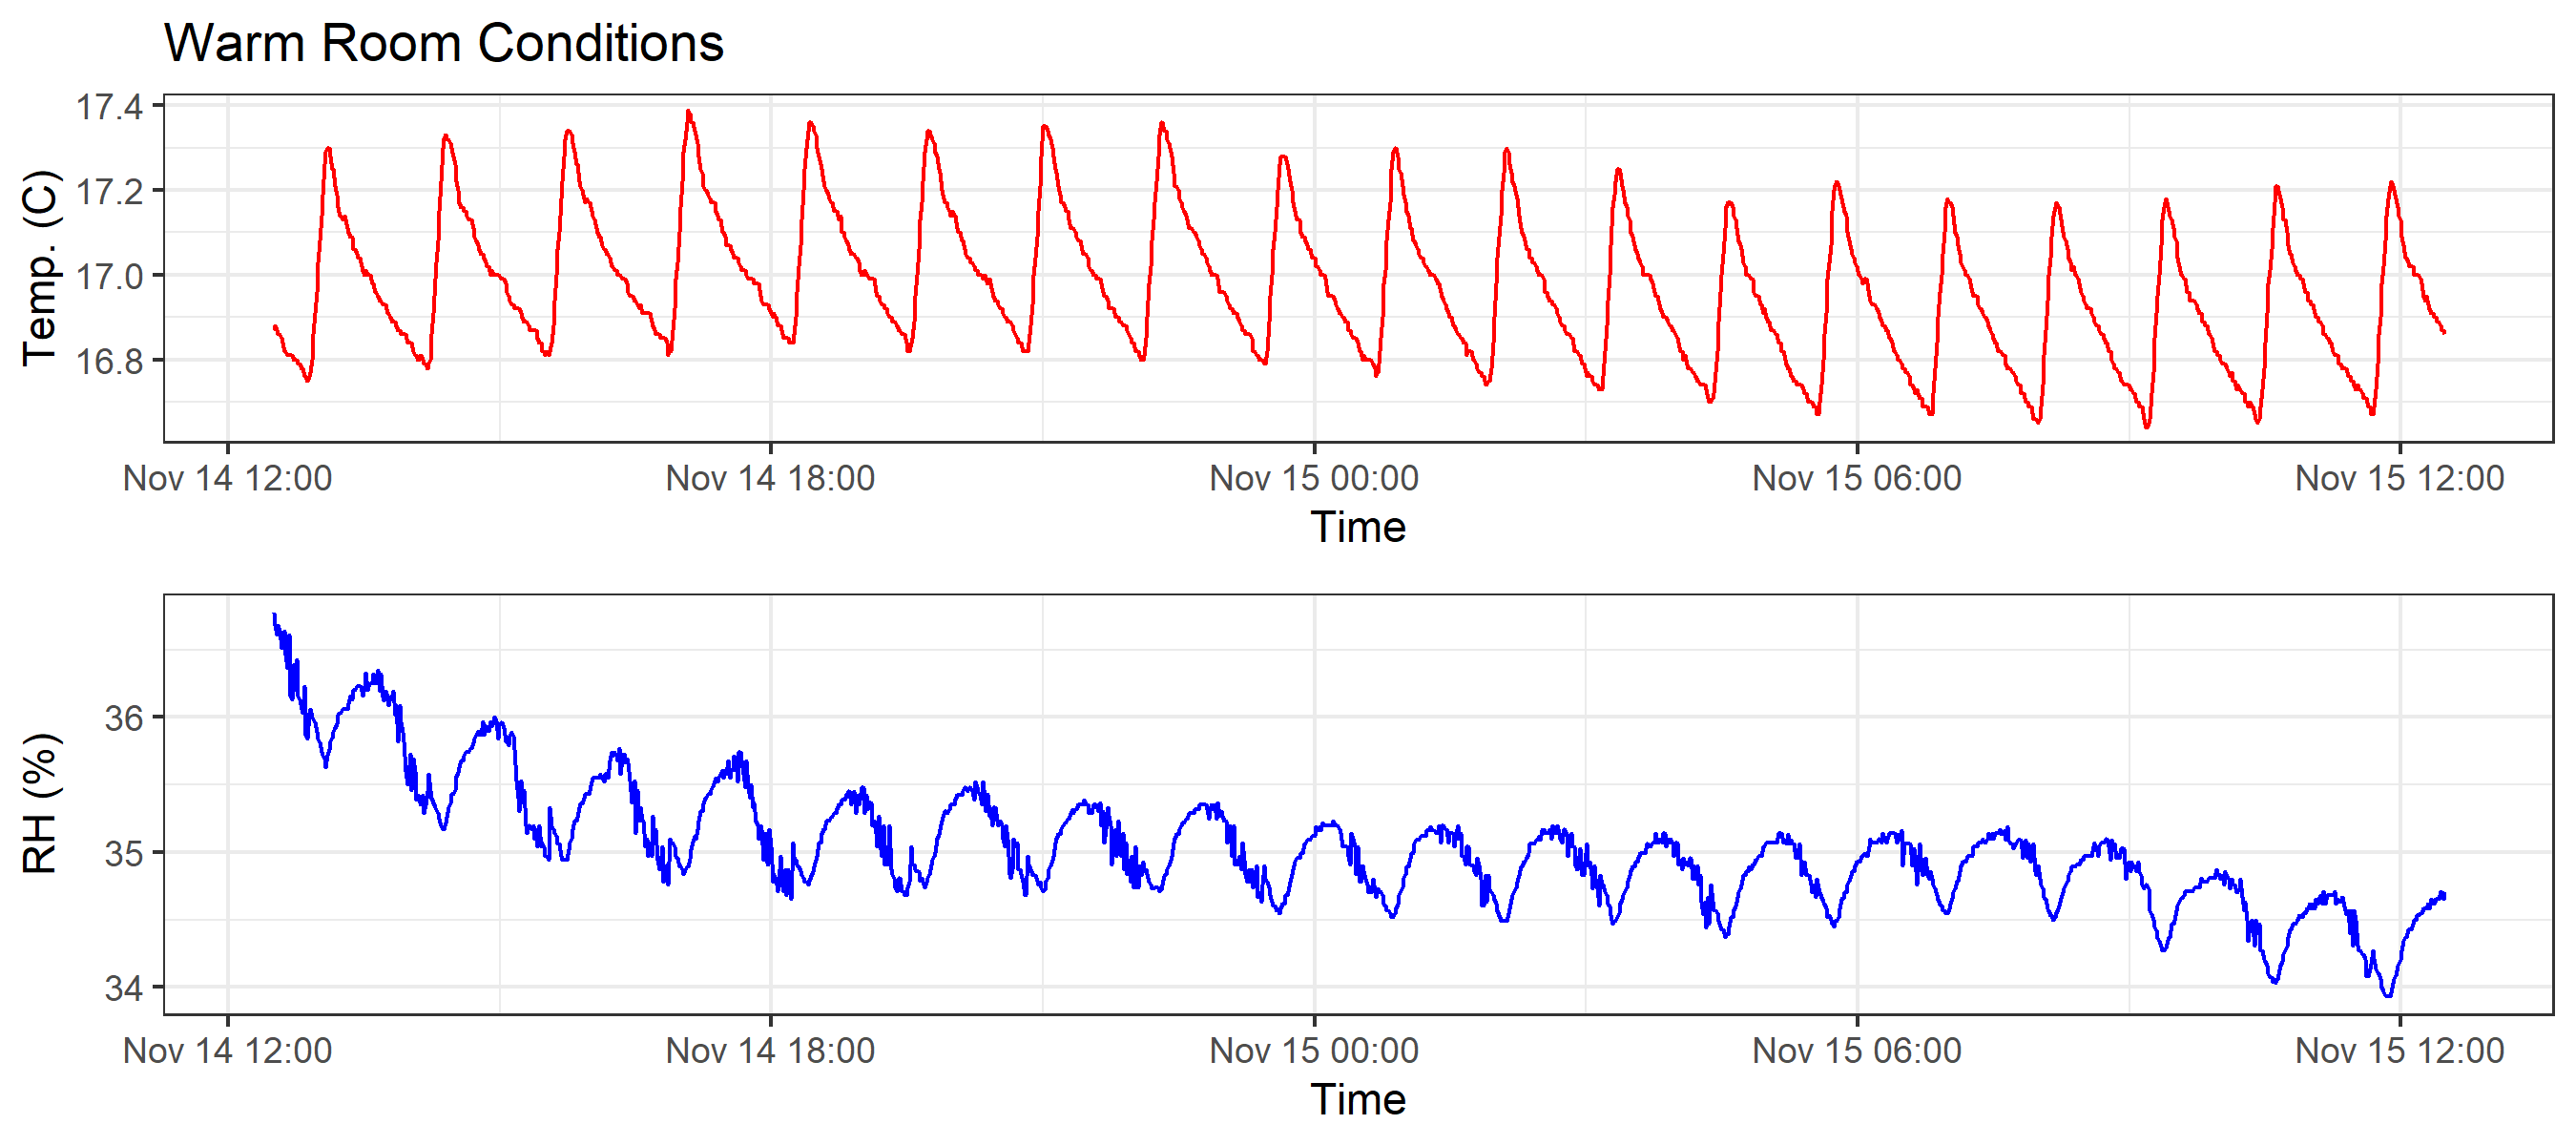 Warm Room Conditions
17.4
17.2
17.0
16.8
Temp. (C)
Nov 14 12:00 Nov 14 18:00 Nov 15 00:00 Nov 15 06:00 Nov 15 12:00
Time
36
35
34
RH (%)
Nov 14 12:00 Nov 14 18:00 Nov 15 00:00 Nov 15 06:00 Nov 15 12:00
Time